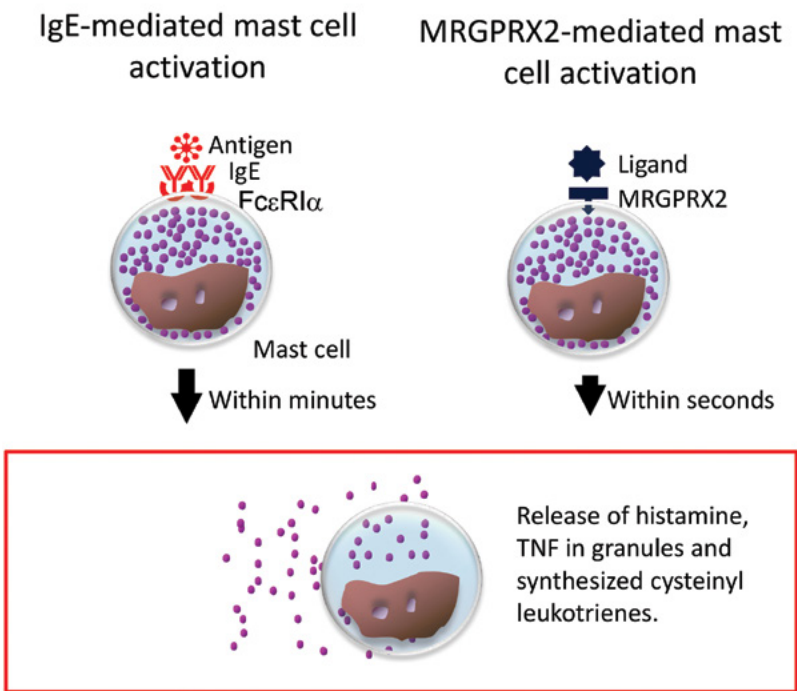 IgE-mediated mast cell
activation
MRGPRX2-mediated mast
cell activation
Antigen
IgE
FcεRIα
Ligand
MRGPRX2
Mast cell
Within minutes
Within seconds
Release of histamine,
TNF in granules and
synthesized cysteinyl
leukotrienes.